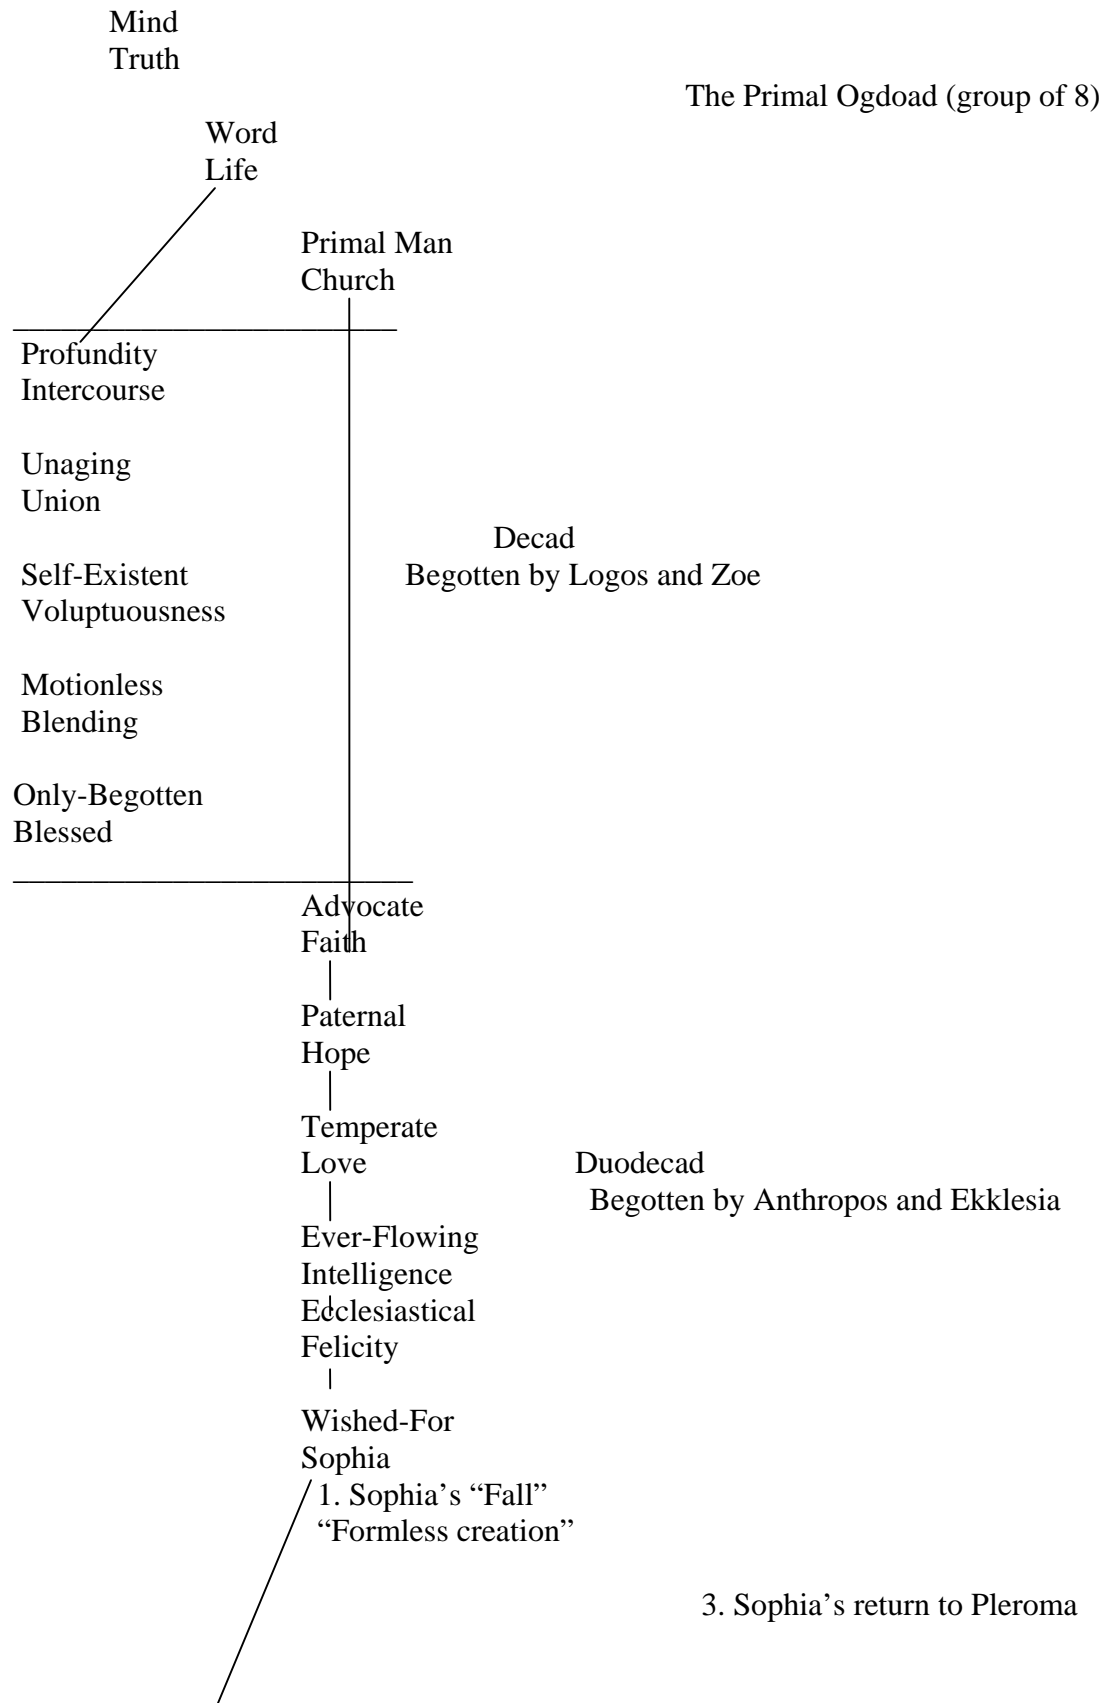 Mind
Truth
The Primal Ogdoad (group of 8)
Word
Life
Primal Man
Church
Profundity
Intercourse
Unaging
Union
Decad
Self-Existent
Begotten by Logos and Zoe
Voluptuousness
Motionless
Blending
Only-Begotten
Blessed
Advocate
Faith
Paternal
Hope
Temperate
Love
Duodecad
Begotten by Anthropos and Ekklesia
Ever-Flowing
Intelligence
Ecclesiastical
Felicity
Wished-For
Sophia
1. Sophia’s “Fall”
“Formless creation”
3. Sophia’s return to Pleroma